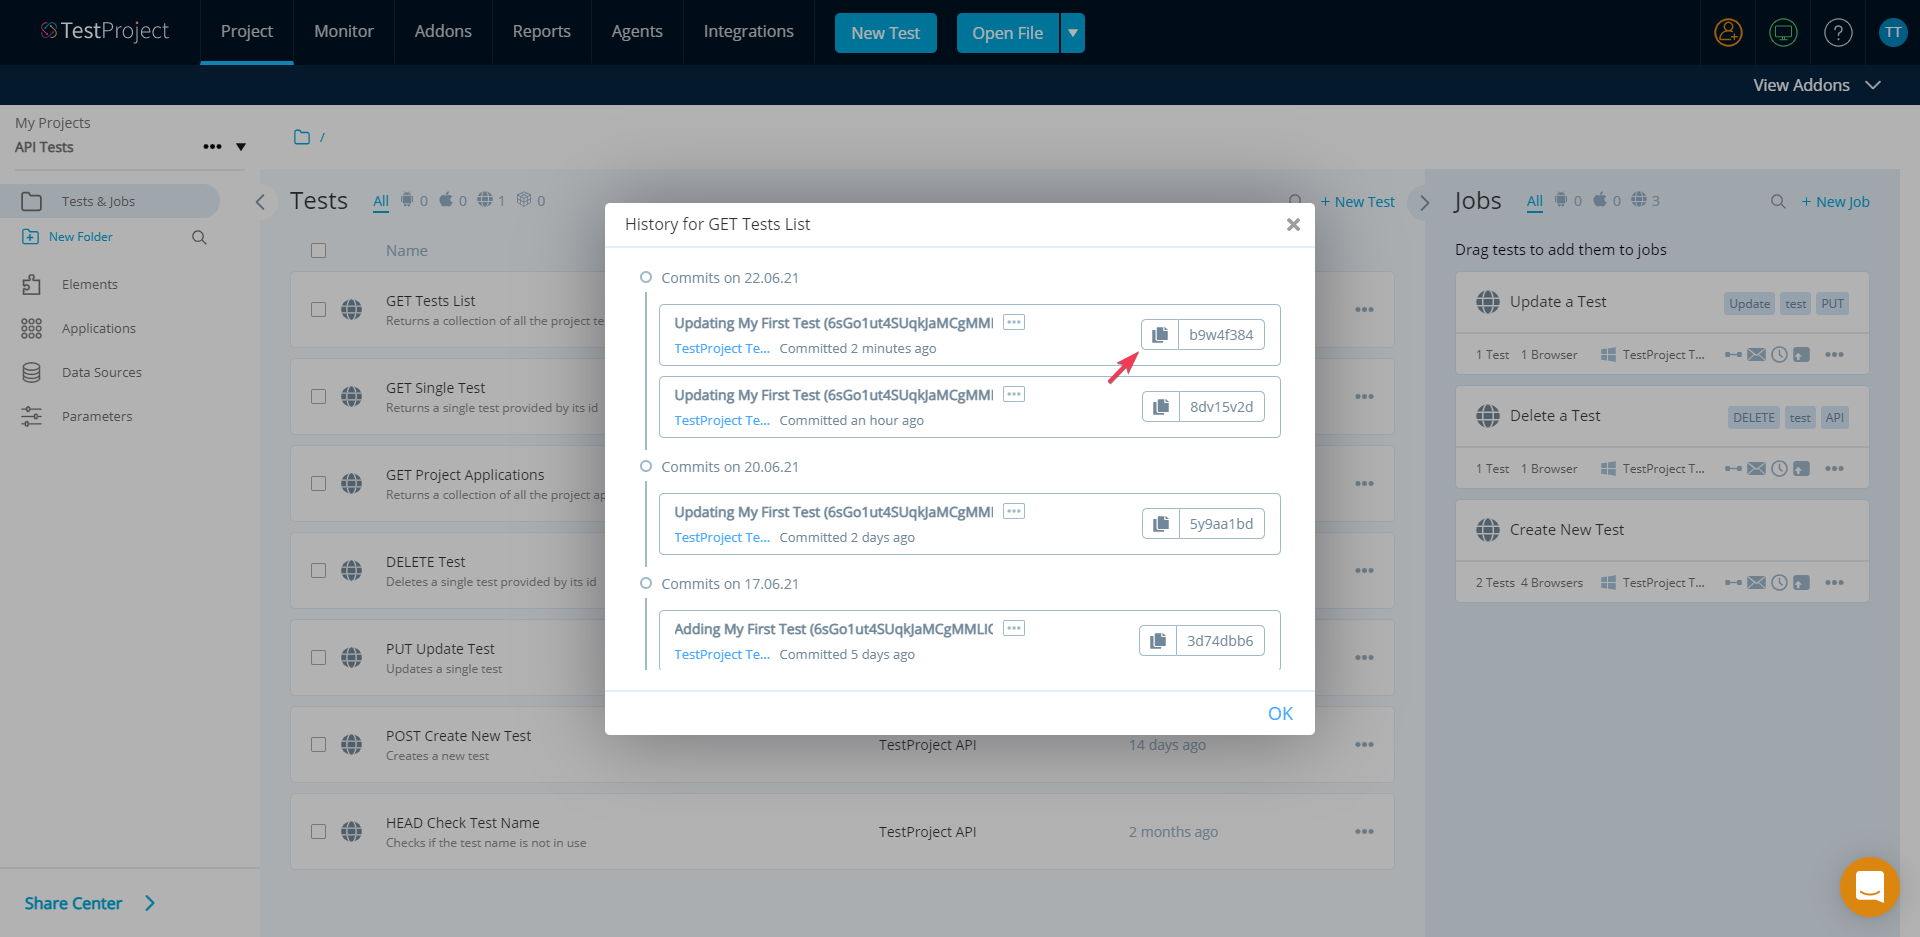 TestProject
Project
Monitor
Addons
Reports
Agents
Integrations
New Test
Open File
?
TT
View Addons
My Projects
API Tests
/
Tests & Jobs
New Folder
Elements
Applications
Data Sources
Parameters
Share Center
Tests
All
0
0
1
0
+ New Test
Name
GET Tests List
Returns a collection of all the project te
GET Single Test
Returns a single test provided by its id
GET Project Applications
Returns a collection of all the project ap
DELETE Test
Deletes a single test provided by its id
PUT Update Test
Updates a single test
POST Create New Test
Creates a new test
TestProject API
14 days ago
HEAD Check Test Name
Checks if the test name is not in use
TestProject API
2 months ago
History for GET Tests List
Commits on 22.06.21
Updating My First Test (6sGo1ut4SUqkJaMCgMMI
TestProject Te... Committed 2 minutes ago
b9w4f384
Updating My First Test (6sGo1ut4SUqkJaMCgMMI
TestProject Te... Committed an hour ago
8dv15v2d
Commits on 20.06.21
Updating My First Test (6sGo1ut4SUqkJaMCgMMI
TestProject Te... Committed 2 days ago
5y9aa1bd
Commits on 17.06.21
Adding My First Test (6sGo1ut4SUqkJaMCgMMLIC
TestProject Te... Committed 5 days ago
3d74dbb6
OK
Jobs
All
0
0
3
+ New Job
Drag tests to add them to jobs
Update a Test
Update
test
PUT
1 Test 1 Browser TestProject T...
Delete a Test
DELETE
test
API
1 Test 1 Browser TestProject T...
Create New Test
2 Tests 4 Browsers TestProject T...